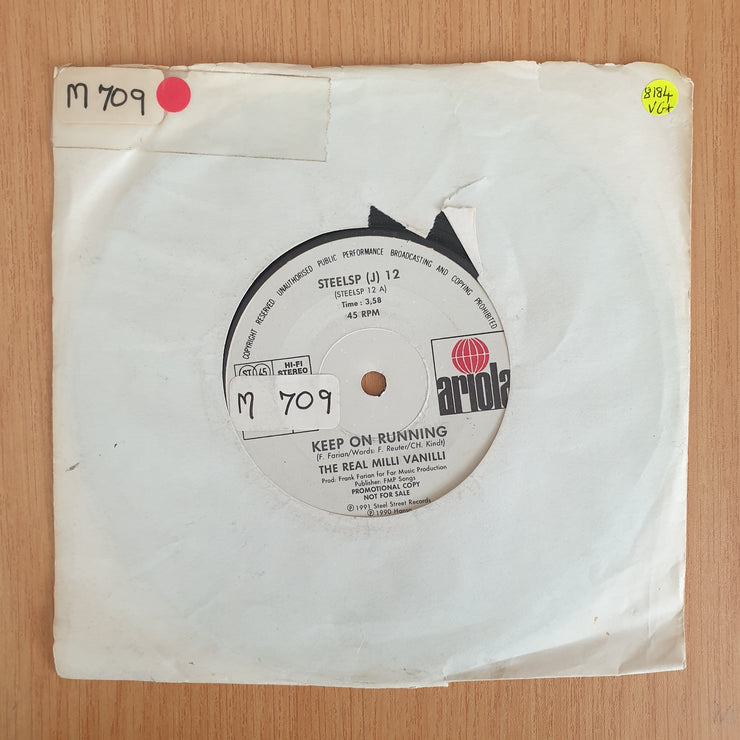 M 709
8184
VG+
COPYRIGHT RESERVED UNAUTHORISED PUBLIC PERFORMANCE BROADCASTING AND COPYING PROHIBITED
STEELSP (J) 12
(STEELSP 12 A)
Time : 3,58
45 RPM
HI-FI
STEREO
ST 45
ariola
M 709
KEEP ON RUNNING
(F. Farian/Words: F. Reuter/CH. Kindt)
THE REAL MILLI VANILLI
Prod: Frank Farian for Far Music Production
Publisher: FMP Songs
PROMOTIONAL COPY
NOT FOR SALE
℗ 1991 Steel Street Records
℗ 1990 Hansa